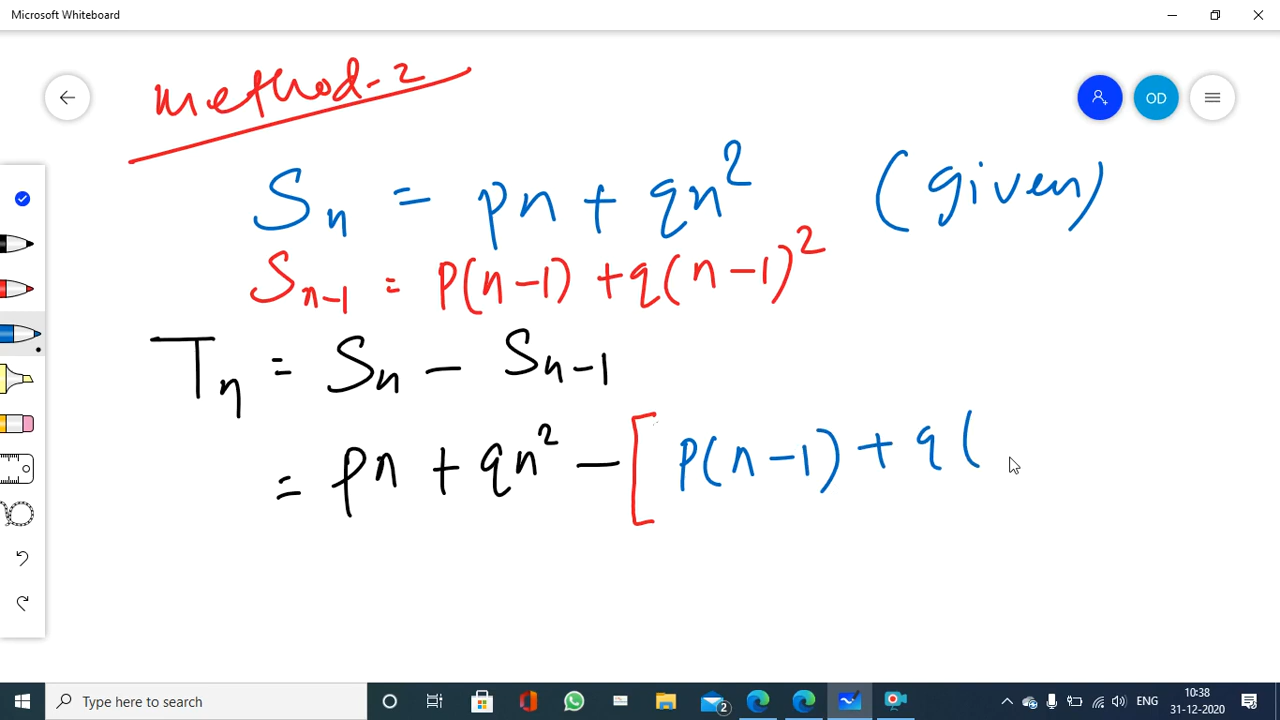 Microsoft Whiteboard
method-2
OD
Sₙ = pn + qn² (given)
Sₙ₋₁ = p(n-1) + q(n-1)²
Tₙ = Sₙ - Sₙ₋₁
= pn + qn² - [ p(n-1) + q(
Type here to search
2
ENG
10:38
31-12-2020